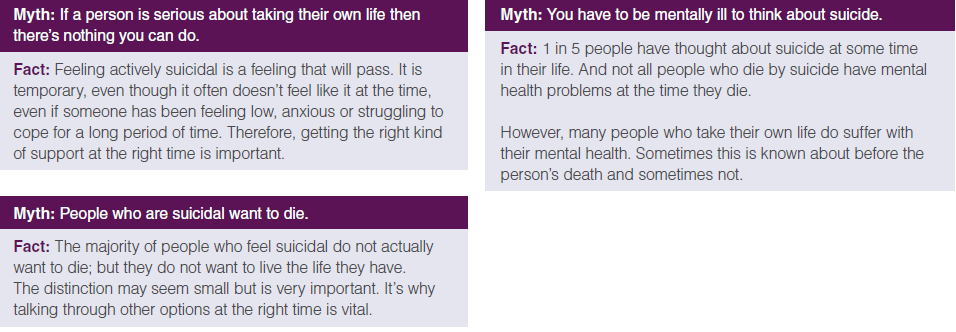 Myth: If a person is serious about taking their own life then
there's nothing you can do.
Fact: Feeling actively suicidal is a feeling that will pass. It is
temporary, even though it often doesn't feel like it at the time,
even if someone has been feeling low, anxious or struggling to
cope for a long period of time. Therefore, getting the right kind
of support at the right time is important.
Myth: People who are suicidal want to die.
Fact: The majority of people who feel suicidal do not actually
want to die; but they do not want to live the life they have.
The distinction may seem small but is very important. It's why
talking through other options at the right time is vital.
Myth: You have to be mentally ill to think about suicide.
Fact: 1 in 5 people have thought about suicide at some time
in their life. And not all people who die by suicide have mental
health problems at the time they die.
However, many people who take their own life do suffer with
their mental health. Sometimes this is known about before the
person's death and sometimes not.